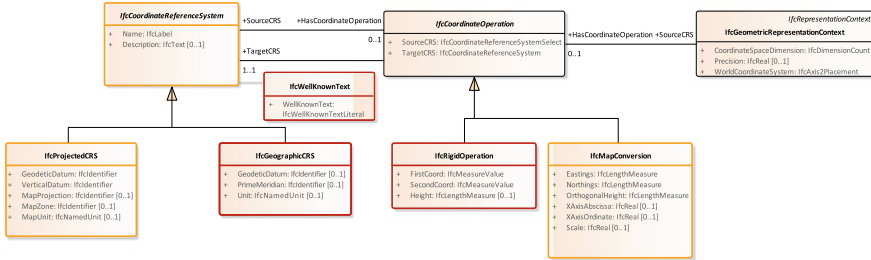 IfcCoordinateReferenceSystem
+ Name: IfcLabel
+ Description: IfcText [0..1]
+SourceCRS
+HasCoordinateOperation
0..1
+TargetCRS
1..1
IfcCoordinateOperation
+ SourceCRS: IfcCoordinateReferenceSystemSelect
+ TargetCRS: IfcCoordinateReferenceSystem
+HasCoordinateOperation +SourceCRS
0..1
IfcRepresentationContext
IfcGeometricRepresentationContext
+ CoordinateSpaceDimension: IfcDimensionCount
+ Precision: IfcReal [0..1]
+ WorldCoordinateSystem: IfcAxis2Placement
IfcWellKnownText
+ WellKnownText:
IfcWellKnownTextLiteral
IfcProjectedCRS
+ GeodeticDatum: IfcIdentifier
+ VerticalDatum: IfcIdentifier
+ MapProjection: IfcIdentifier [0..1]
+ MapZone: IfcIdentifier [0..1]
+ MapUnit: IfcNamedUnit [0..1]
IfcGeographicCRS
+ GeodeticDatum: IfcIdentifier [0..1]
+ PrimeMeridian: IfcIdentifier [0..1]
+ Unit: IfcNamedUnit [0..1]
IfcRigidOperation
+ FirstCoord: IfcMeasureValue
+ SecondCoord: IfcMeasureValue
+ Height: IfcLengthMeasure [0..1]
IfcMapConversion
+ Eastings: IfcLengthMeasure
+ Northings: IfcLengthMeasure
+ OrthogonalHeight: IfcLengthMeasure
+ XAxisAbscissa: IfcReal [0..1]
+ XAxisOrdinate: IfcReal [0..1]
+ Scale: IfcReal [0..1]